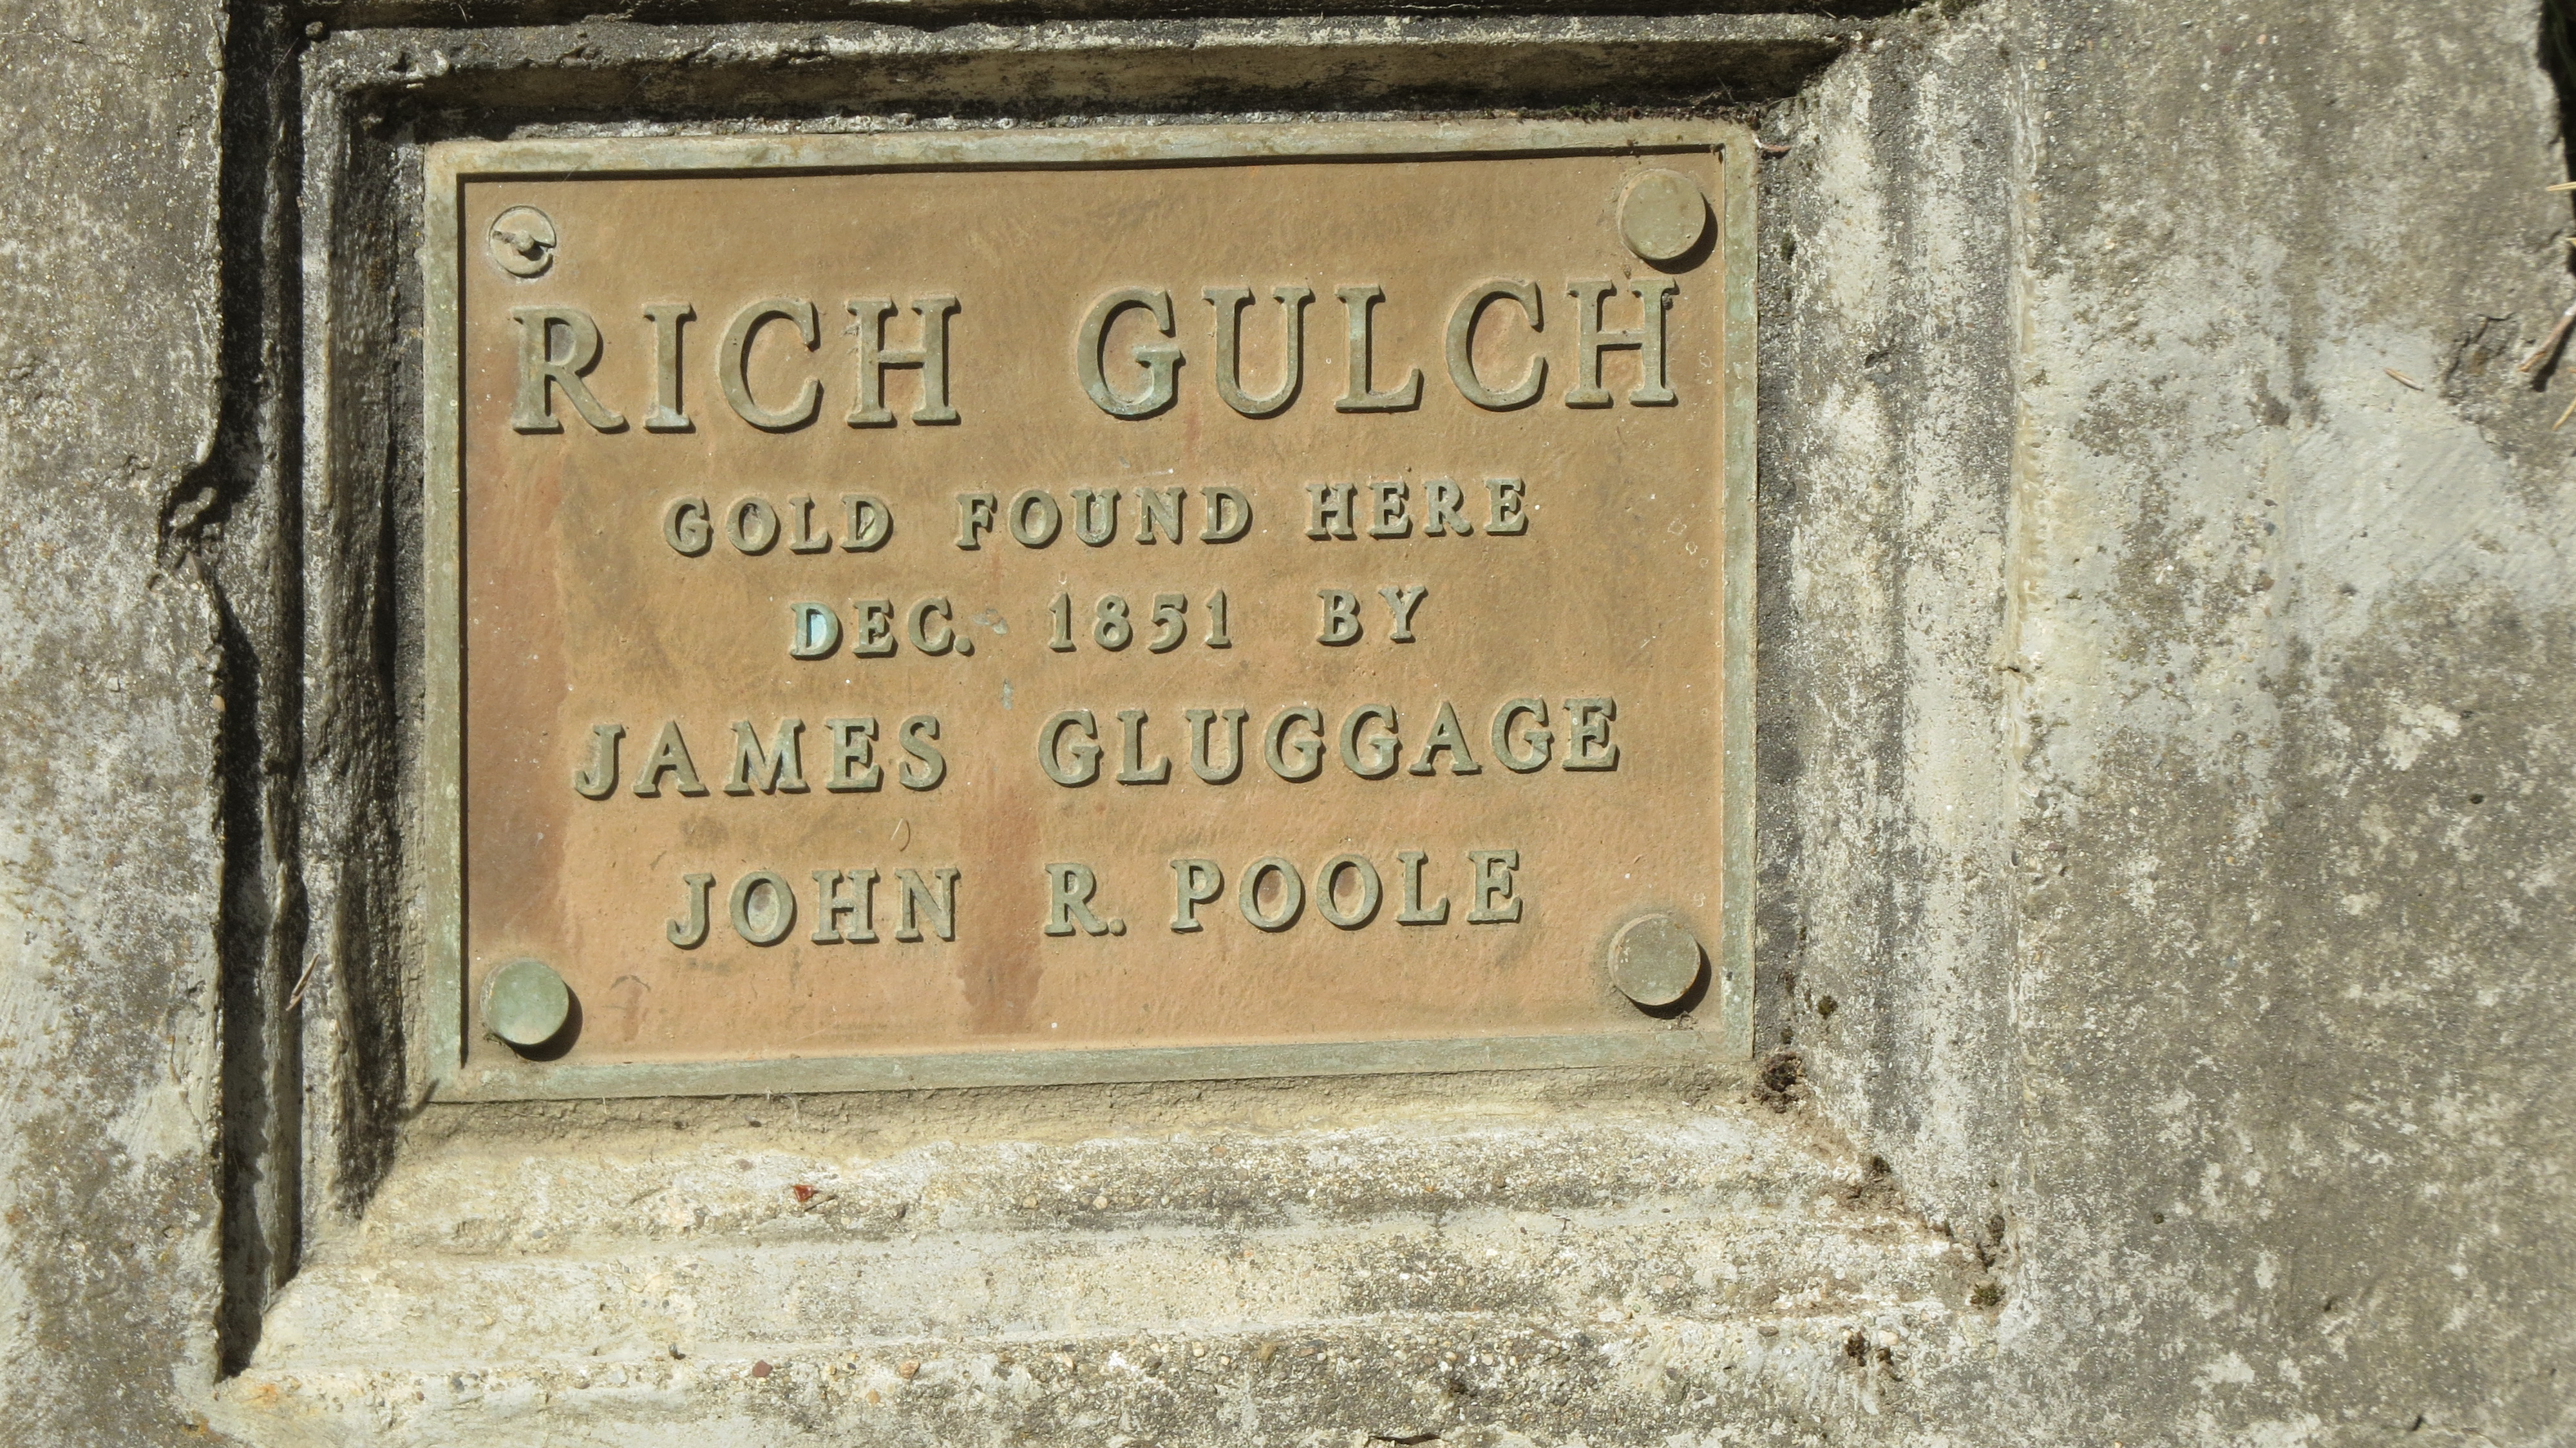 RICH GULCH
GOLD FOUND HERE
DEC. 1851 BY
JAMES GLUGGAGE
JOHN R. POOLE